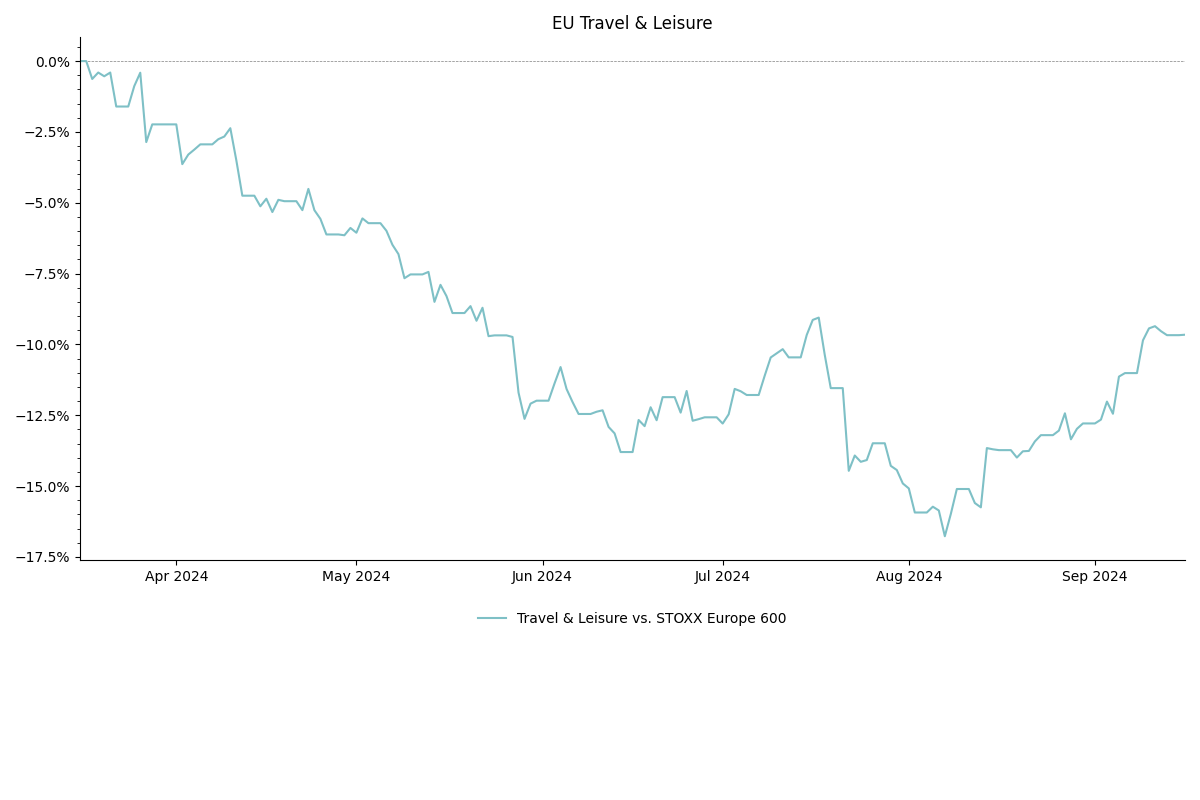 EU Travel & Leisure
0.0%
−2.5%
−5.0%
−7.5%
−10.0%
−12.5%
−15.0%
−17.5%
Apr 2024 May 2024 Jun 2024 Jul 2024 Aug 2024 Sep 2024
Travel & Leisure vs. STOXX Europe 600